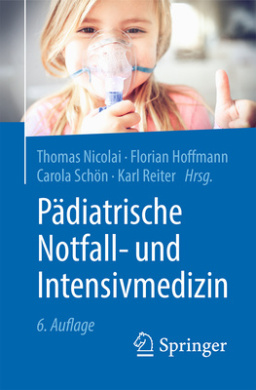 Thomas Nicolai · Florian Hoffmann
Carola Schön · Karl Reiter Hrsg.
Pädiatrische
Notfall- und
Intensivmedizin
6. Auflage
Springer